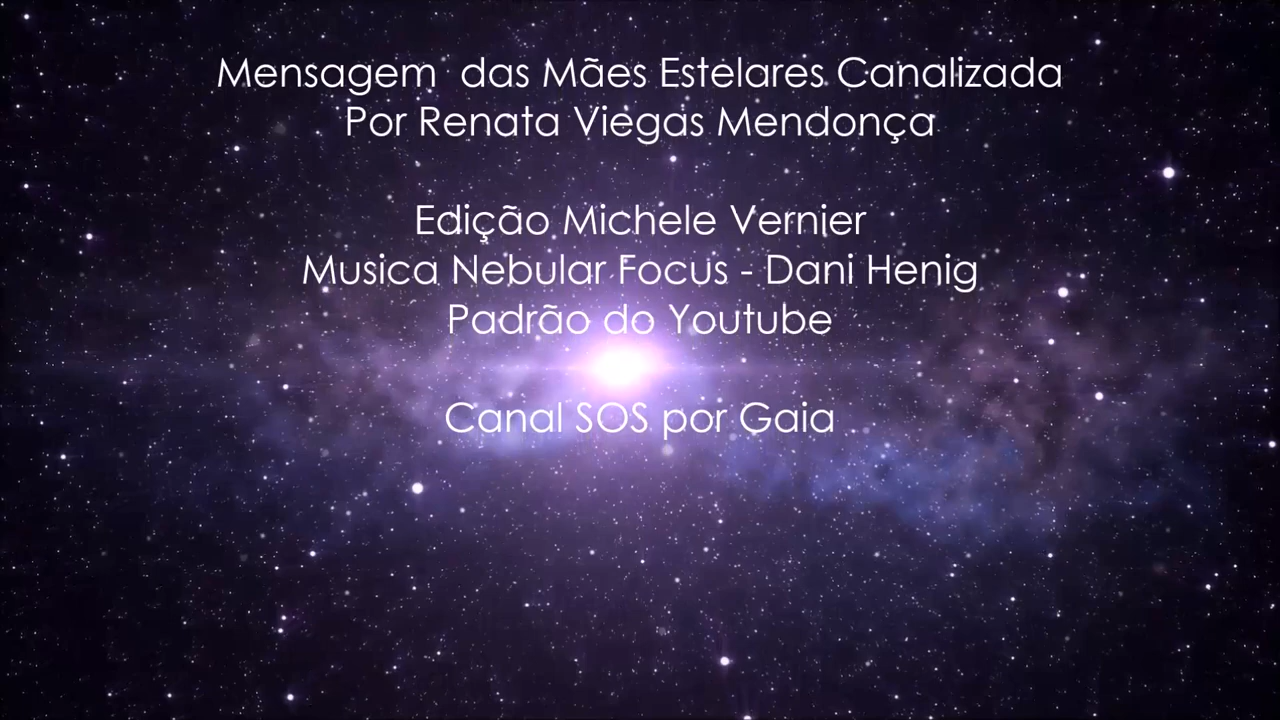 Mensagem  das Mães Estelares Canalizada
Por Renata Viegas Mendonça
Edição Michele Vernier
Musica Nebular Focus - Dani Henig
Padrão do Youtube
Canal SOS por Gaia